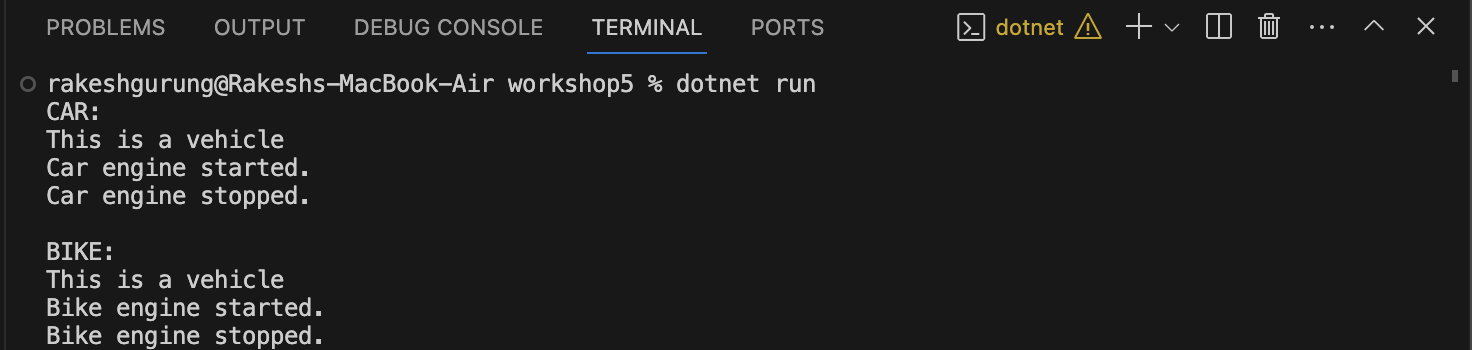 PROBLEMS OUTPUT DEBUG CONSOLE TERMINAL PORTS dotnet
rakeshgurung@Rakeshs-MacBook-Air workshop5 % dotnet run
CAR:
This is a vehicle
Car engine started.
Car engine stopped.
BIKE:
This is a vehicle
Bike engine started.
Bike engine stopped.